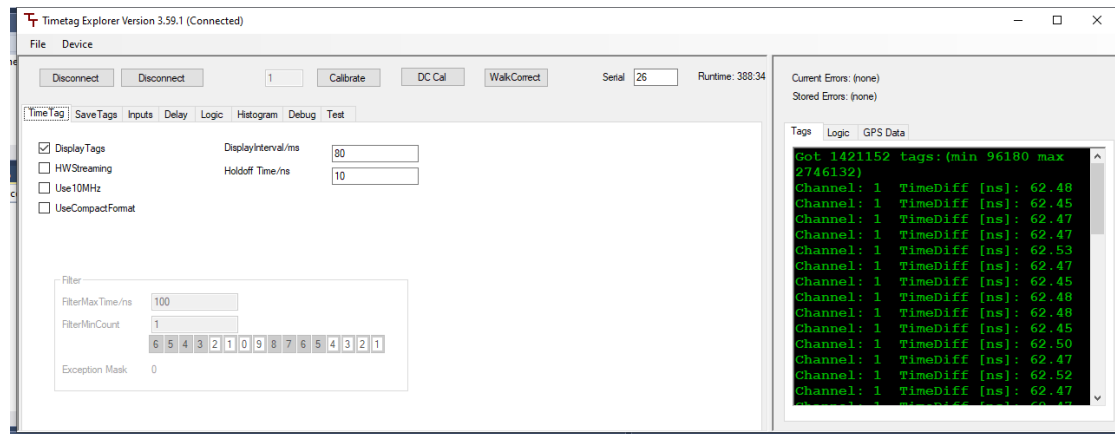 Timetag Explorer Version 3.59.1 (Connected)
File Device
Disconnect Disconnect 1 Calibrate DC Cal WalkCorrect Serial 26 Runtime: 388:34
TimeTag SaveTags Inputs Delay Logic Histogram Debug Test
DisplayTags DisplayInterval/ms 80
HWStreaming Holdoff Time/ns 10
Use10MHz
UseCompactFormat
Filter
FilterMaxTime/ns 100
FilterMinCount 1
6 5 4 3 2 1 0 9 8 7 6 5 4 3 2 1
Exception Mask 0
Current Errors: (none)
Stored Errors: (none)
Tags Logic GPS Data
Got 1421152 tags:(min 96180 max
2746132)
Channel: 1 TimeDiff [ns]: 62.48
Channel: 1 TimeDiff [ns]: 62.45
Channel: 1 TimeDiff [ns]: 62.47
Channel: 1 TimeDiff [ns]: 62.47
Channel: 1 TimeDiff [ns]: 62.53
Channel: 1 TimeDiff [ns]: 62.47
Channel: 1 TimeDiff [ns]: 62.45
Channel: 1 TimeDiff [ns]: 62.48
Channel: 1 TimeDiff [ns]: 62.48
Channel: 1 TimeDiff [ns]: 62.45
Channel: 1 TimeDiff [ns]: 62.50
Channel: 1 TimeDiff [ns]: 62.47
Channel: 1 TimeDiff [ns]: 62.52
Channel: 1 TimeDiff [ns]: 62.47